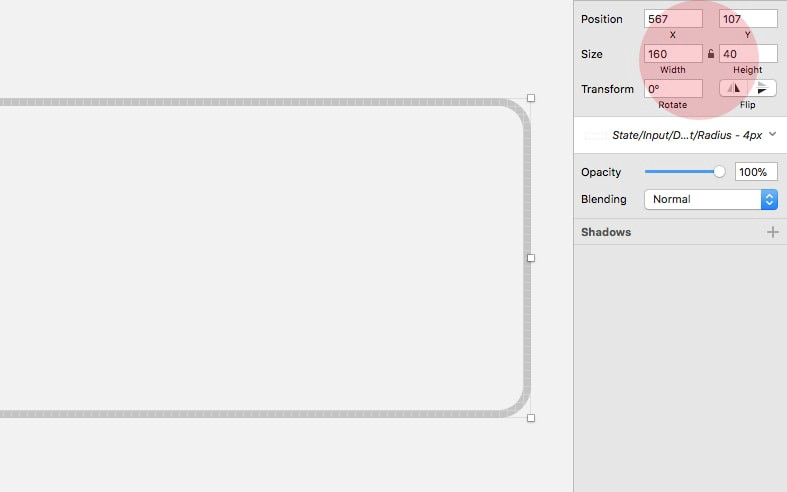 Position 567 107
X Y
Size 160 40
Width Height
Transform 0°
Rotate Flip
State/Input/D...t/Radius - 4px
Opacity 100%
Blending Normal
Shadows